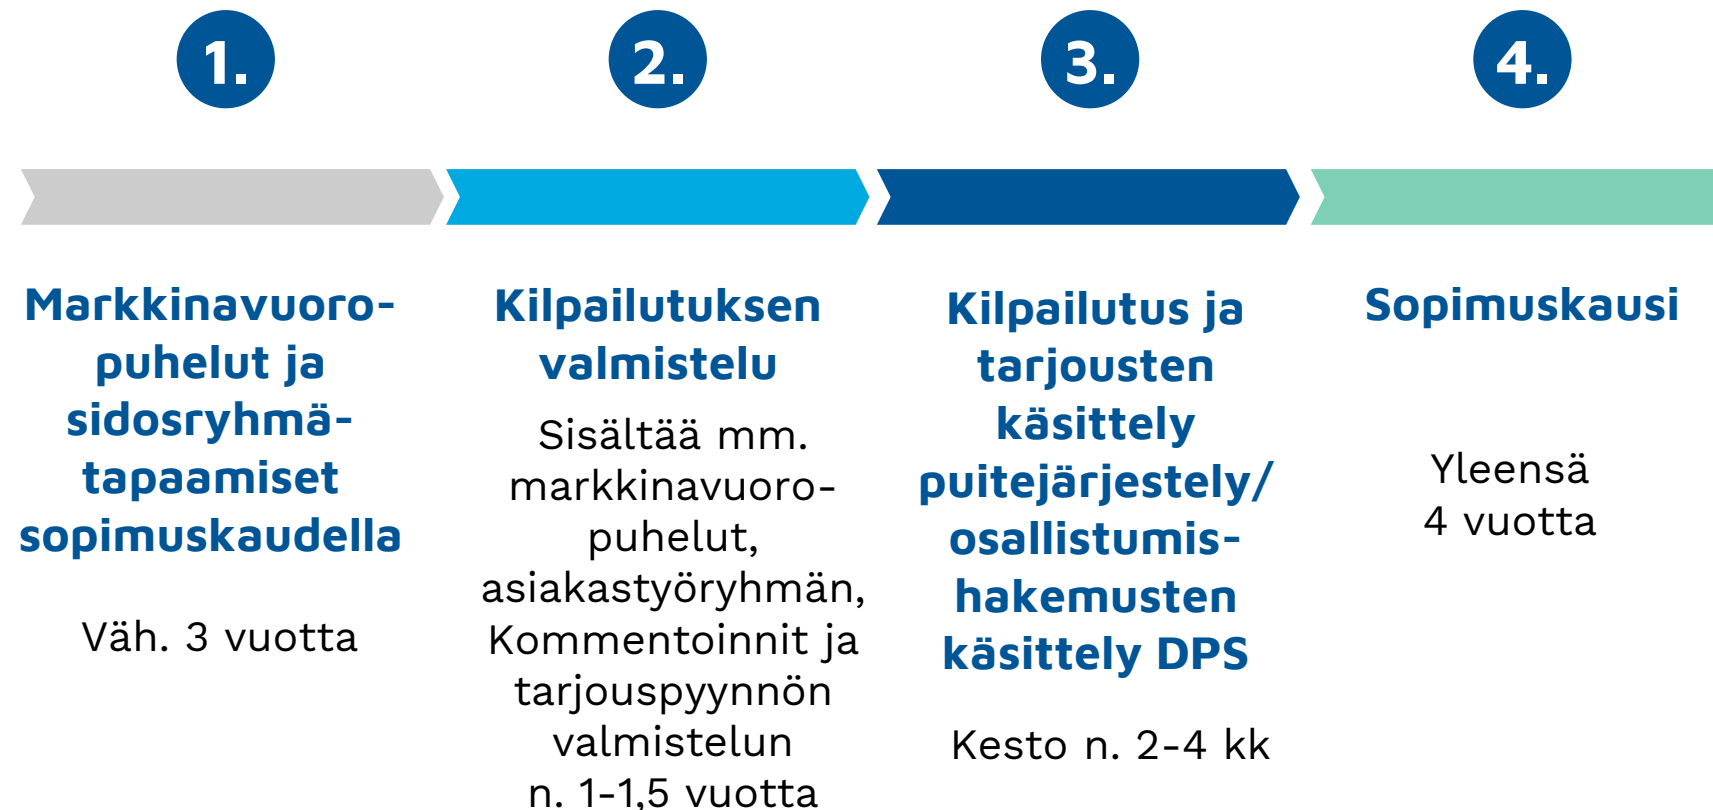 1.
Markkinavuoro-
puhelut ja
sidosryhmä-
tapaamiset
sopimuskaudella
Väh. 3 vuotta
2.
Kilpailutuksen
valmistelu
Sisältää mm.
markkinavuoro-
puhelut,
asiakastyöryhmän,
Kommentoinnit ja
tarjouspyynnön
valmistelun
n. 1-1,5 vuotta
3.
Kilpailutus ja
tarjousten
käsittely
puitejärjestely/
osallistumis-
hakemusten
käsittely DPS
Kesto n. 2-4 kk
4.
Sopimuskausi
Yleensä
4 vuotta